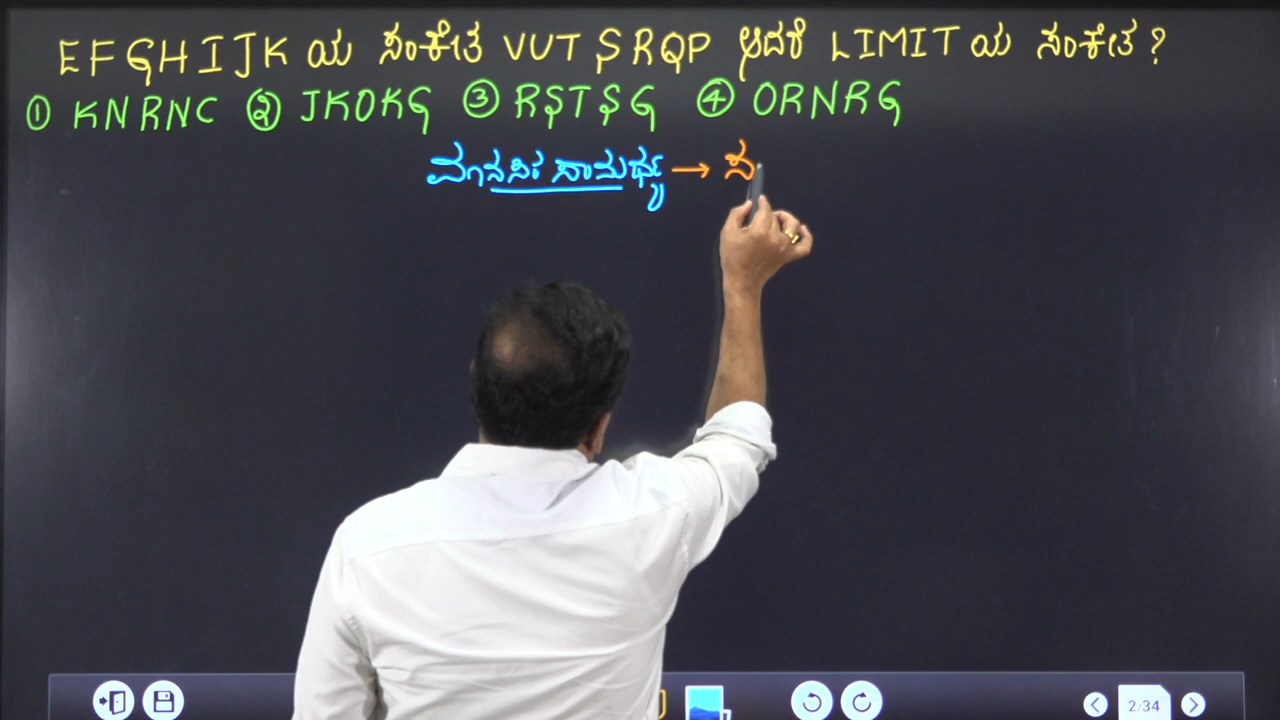 EFGHIJK ಯ ಸಂಕೇತ VUTSRQP ಆದರೆ LIMIT ಯ ಸಂಕೇತ?
① KNRNC ② JKOKG ③ RSTSG ④ ORNRG
ಮಾನಸಿಕ ಸಾಮರ್ಥ್ಯ → ಸ
2/34